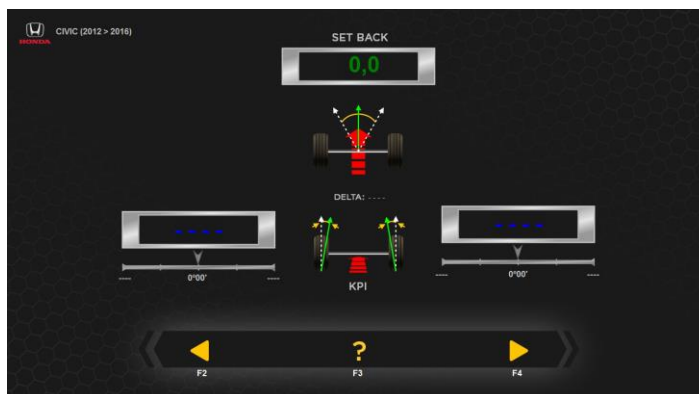 HONDA
CIVIC (2012 > 2016)
SET BACK
0,0
DELTA: ----
---- ----
---- 0°00' ---- ---- 0°00' ----
KPI
?
F2 F3 F4